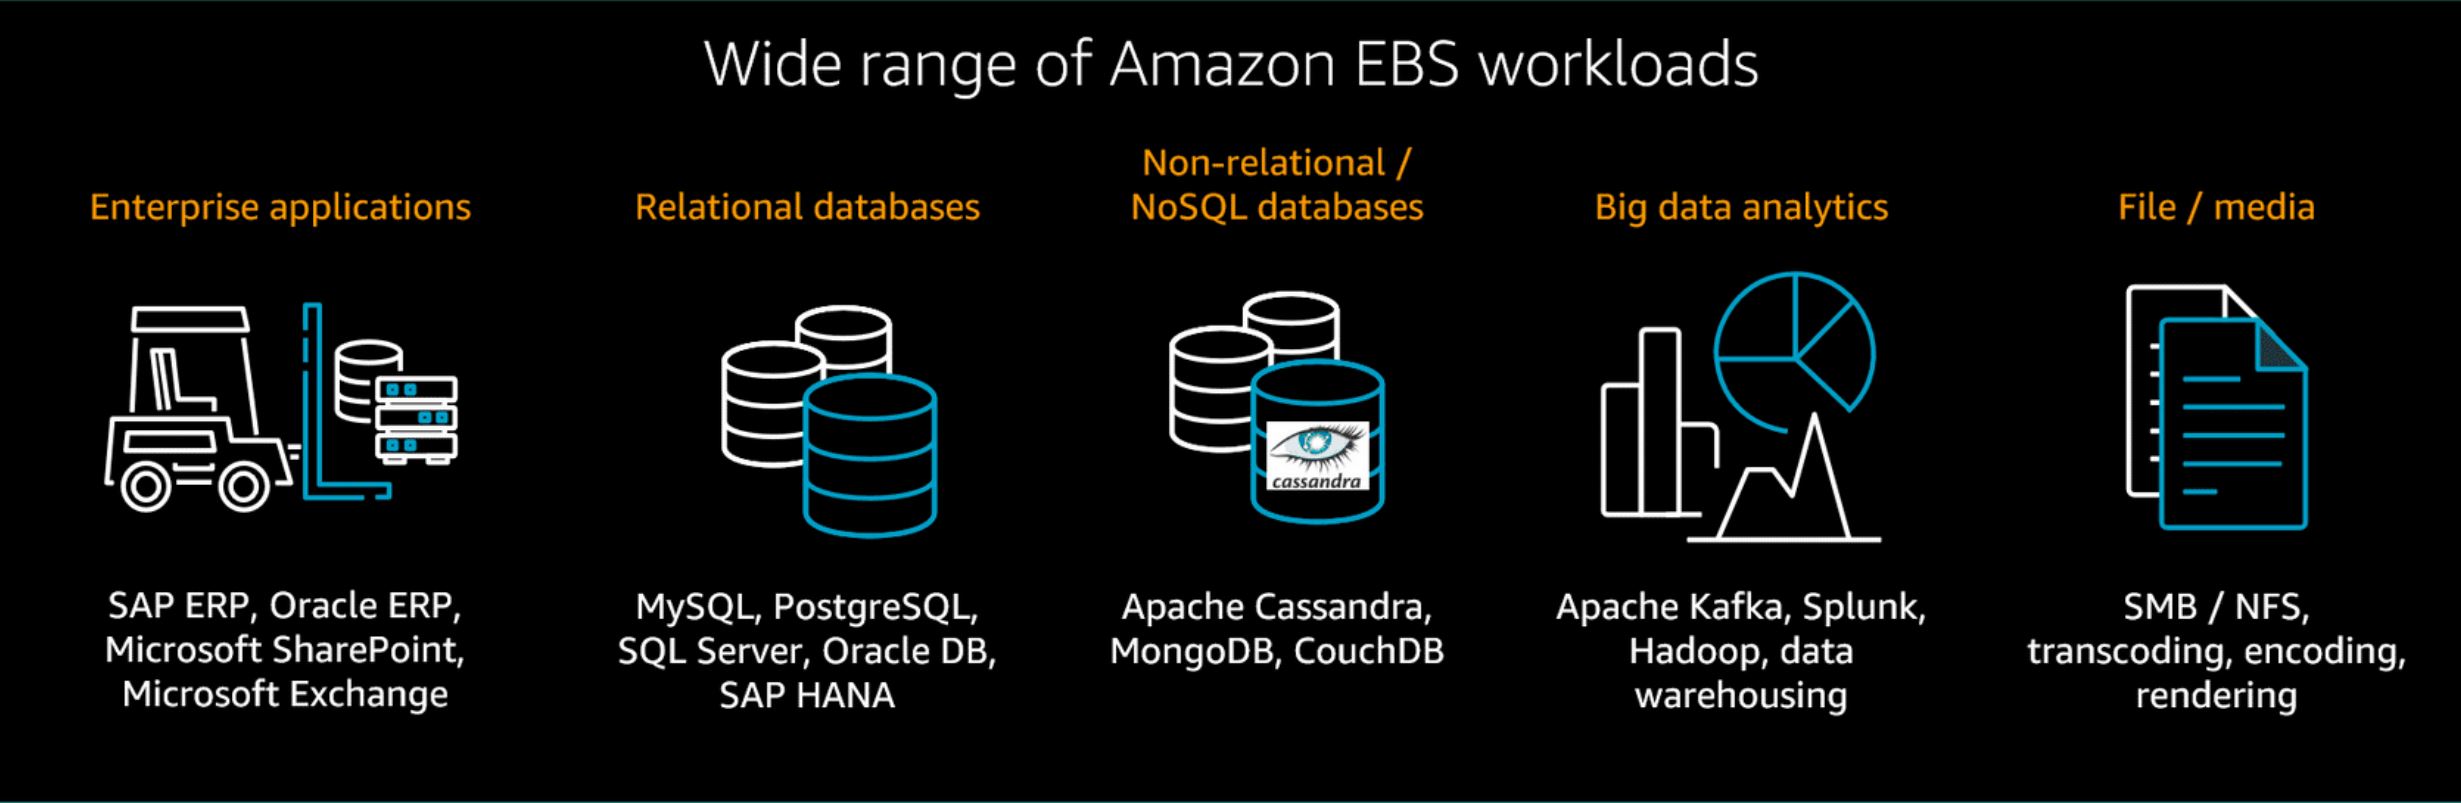 Wide range of Amazon EBS workloads
Enterprise applications
SAP ERP, Oracle ERP,
Microsoft SharePoint,
Microsoft Exchange
Relational databases
MySQL, PostgreSQL,
SQL Server, Oracle DB,
SAP HANA
Non-relational /
NoSQL databases
cassandra
Apache Cassandra,
MongoDB, CouchDB
Big data analytics
Apache Kafka, Splunk,
Hadoop, data
warehousing
File / media
SMB / NFS,
transcoding, encoding,
rendering